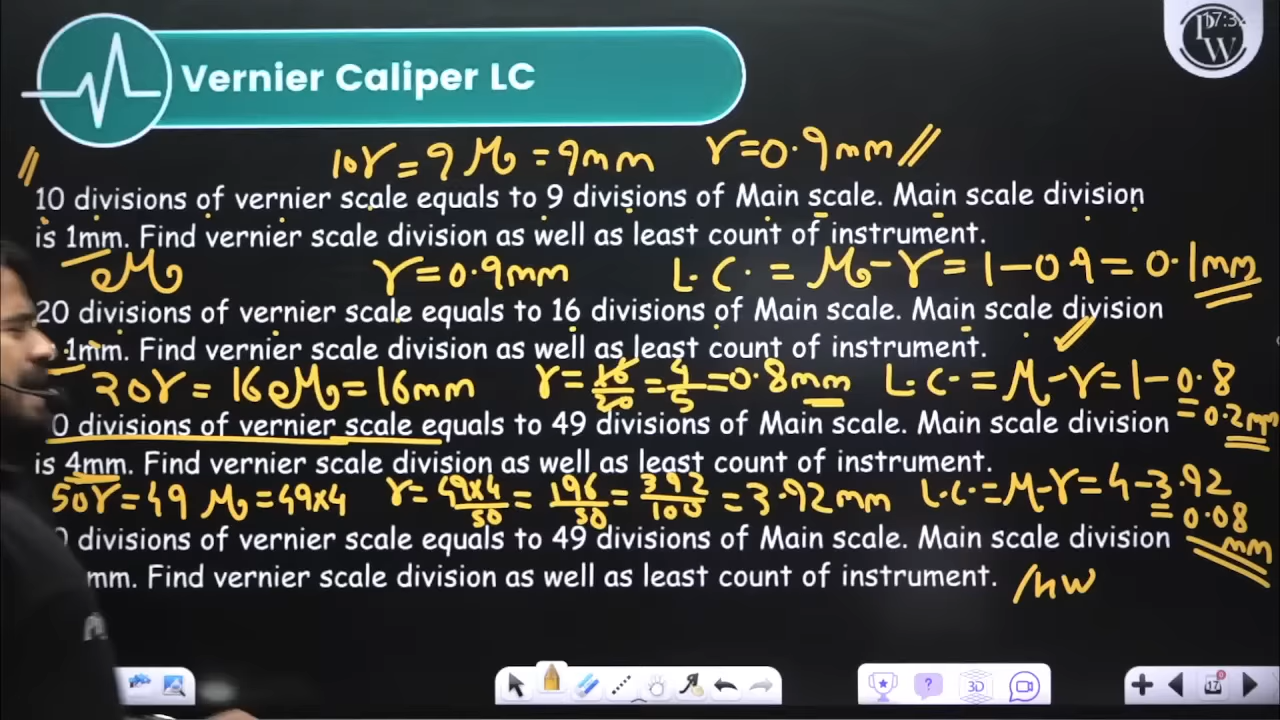 17:3
PW
Vernier Caliper LC
10V = 9 M = 9mm V=0.9mm //
10 divisions of vernier scale equals to 9 divisions of Main scale. Main scale division
is 1mm. Find vernier scale division as well as least count of instrument.
M V=0.9mm L.C. = M-V = 1-0.9 = 0.1mm
20 divisions of vernier scale equals to 16 divisions of Main scale. Main scale division
1mm. Find vernier scale division as well as least count of instrument.
20V = 16M = 16mm V = 16/20 = 4/5 = 0.8mm L.C. = M-V = 1-0.8
= 0.2mm
0 divisions of vernier scale equals to 49 divisions of Main scale. Main scale division
is 4mm. Find vernier scale division as well as least count of instrument.
50V = 49 M = 49x4 V = 49x4/50 = 196/50 = 392/100 = 3.92mm L.C. = M-V = 4-3.92
= 0.08
mm
divisions of vernier scale equals to 49 divisions of Main scale. Main scale division
mm. Find vernier scale division as well as least count of instrument. /HW
3D
17